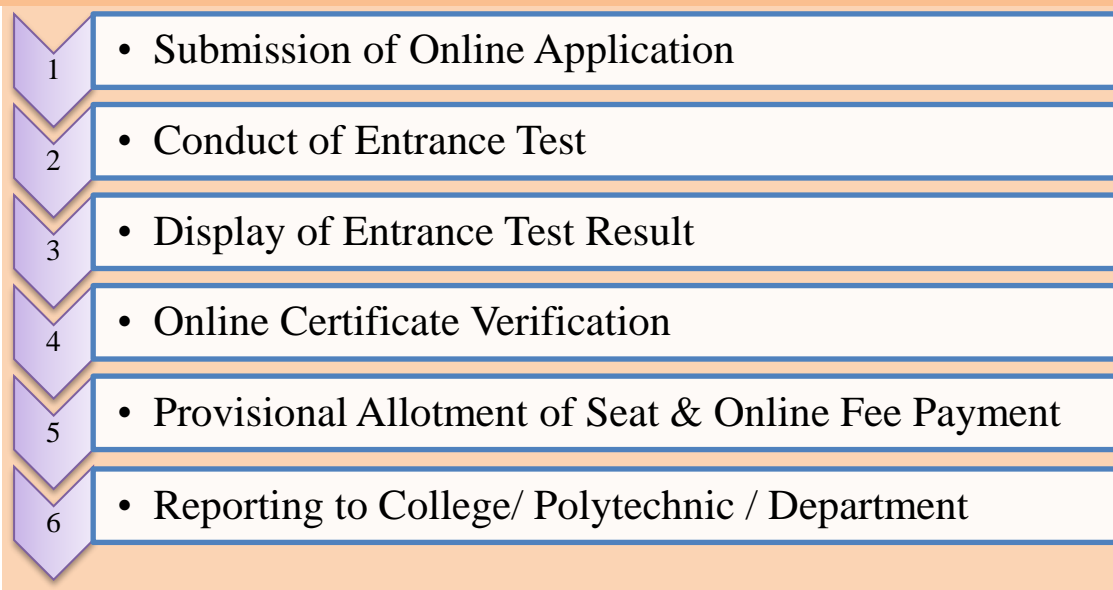 1
• Submission of Online Application
2
• Conduct of Entrance Test
3
• Display of Entrance Test Result
4
• Online Certificate Verification
5
• Provisional Allotment of Seat & Online Fee Payment
6
• Reporting to College/ Polytechnic / Department